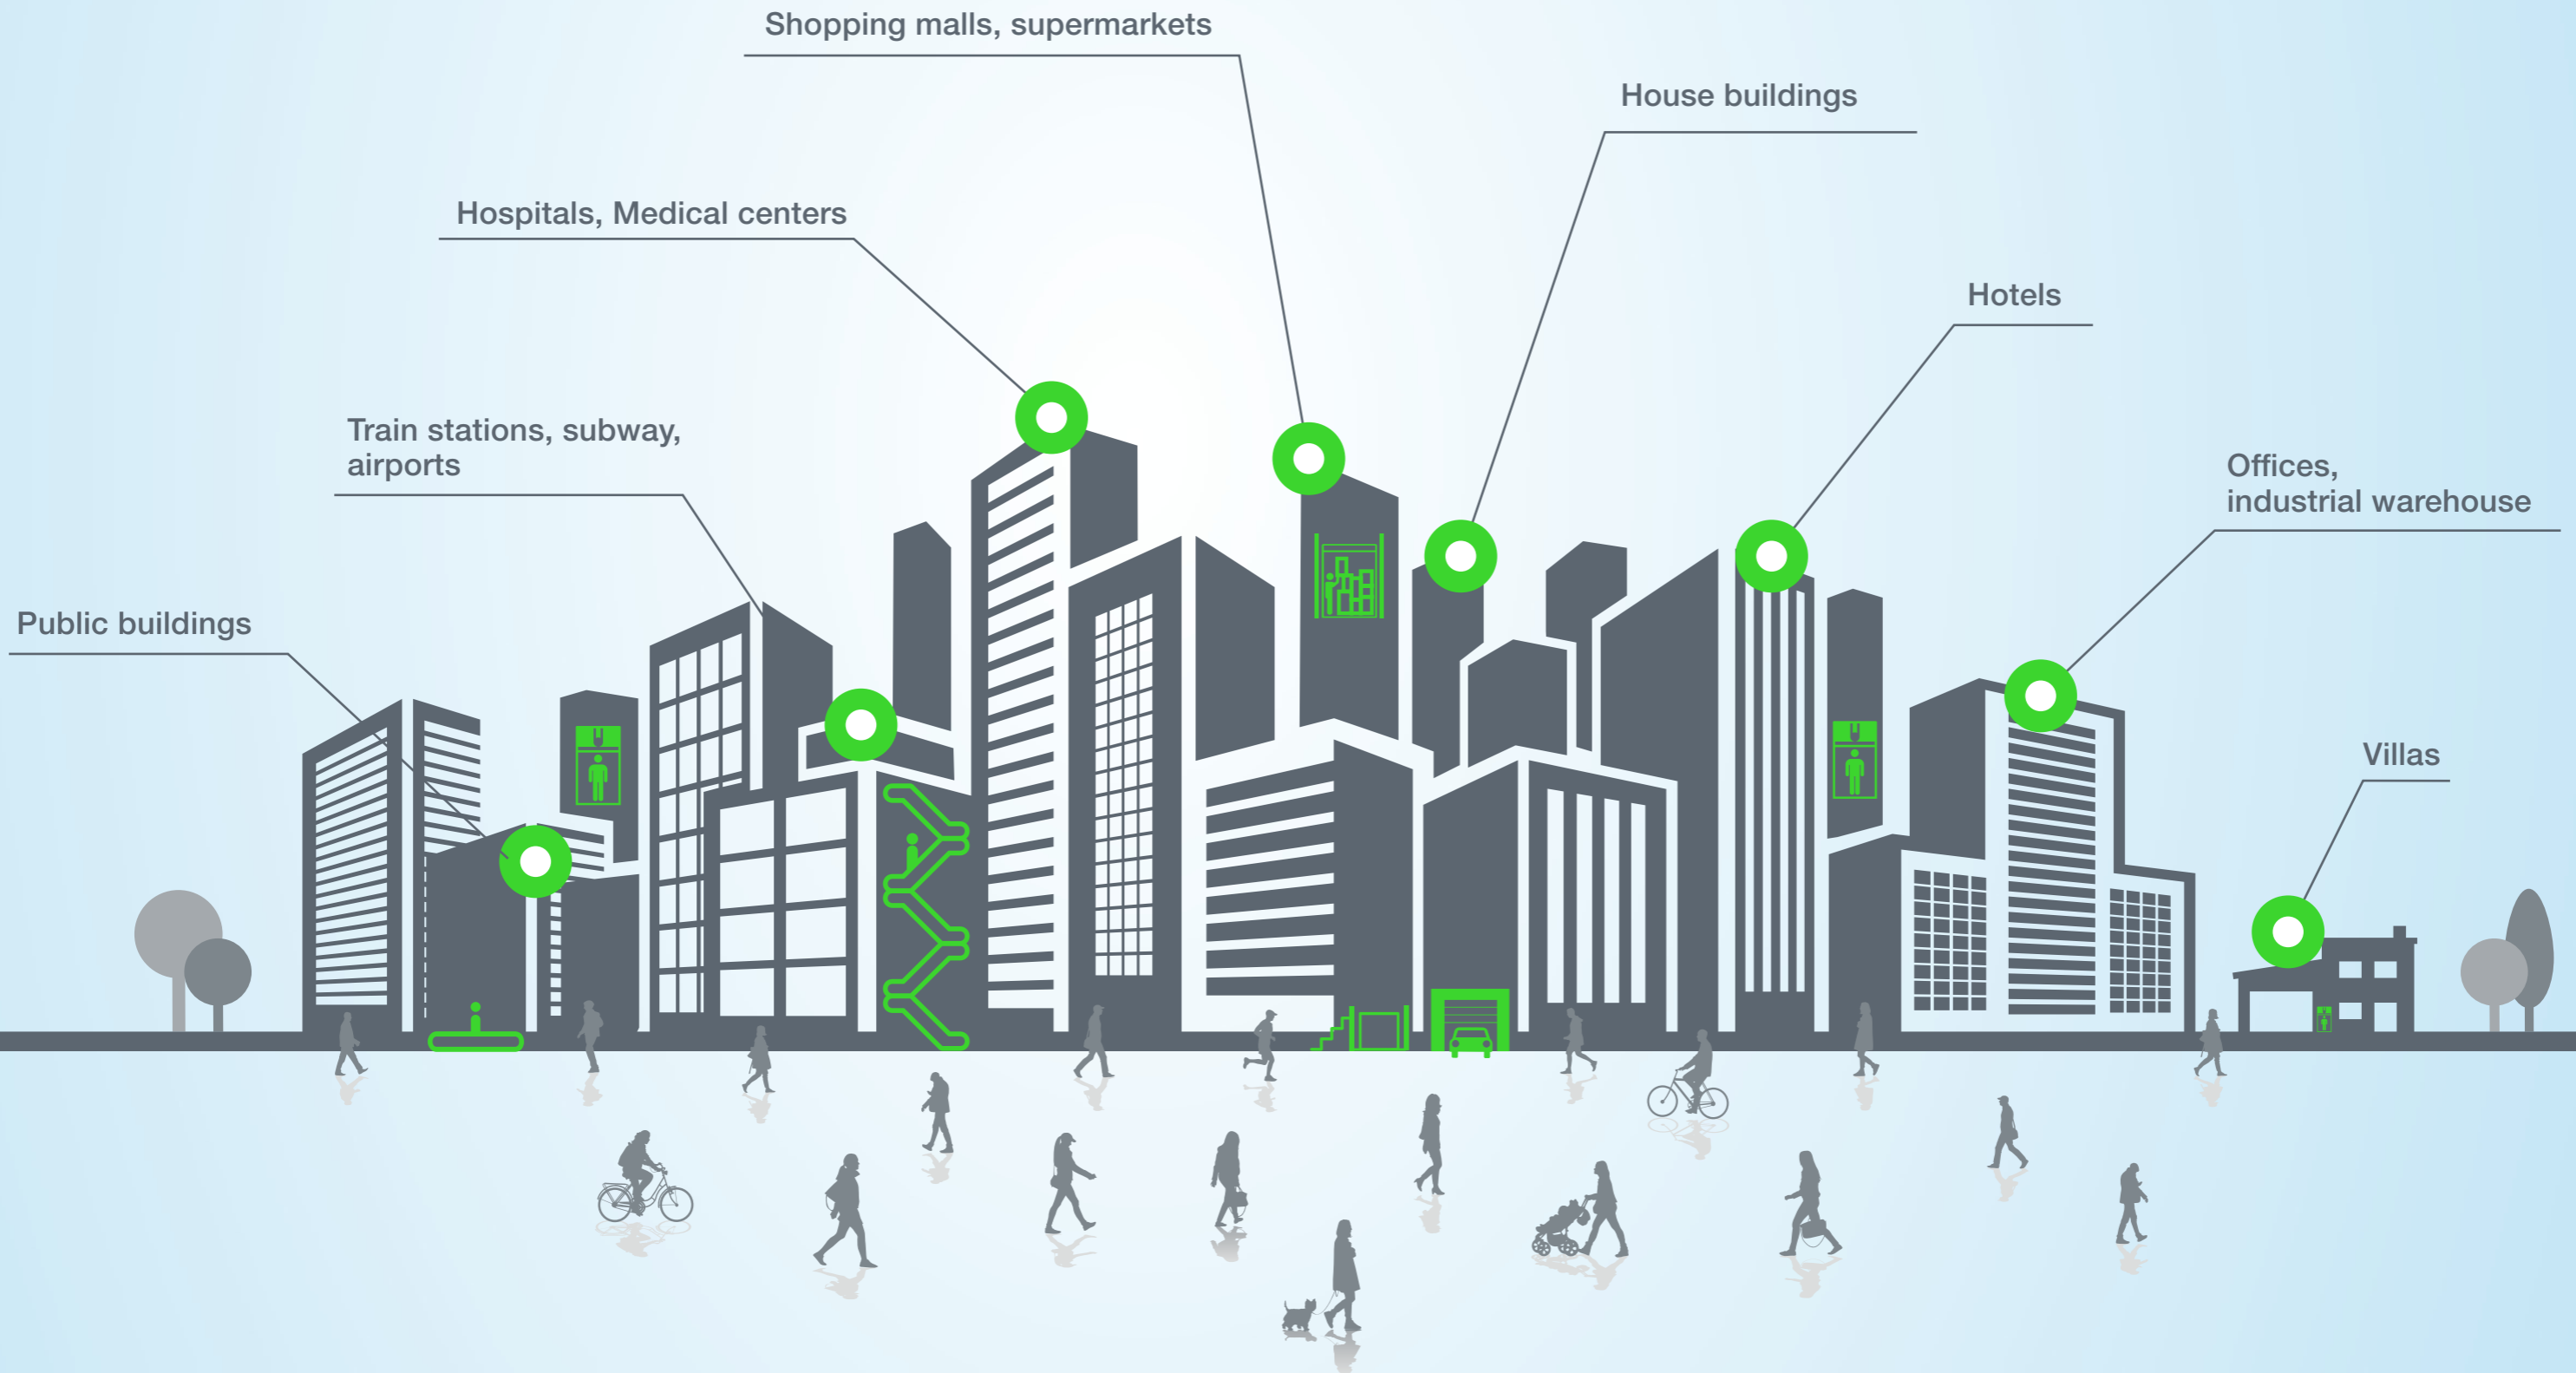 Shopping malls, supermarkets
House buildings
Hospitals, Medical centers
Hotels
Train stations, subway,
airports
Offices,
industrial warehouse
Public buildings
Villas